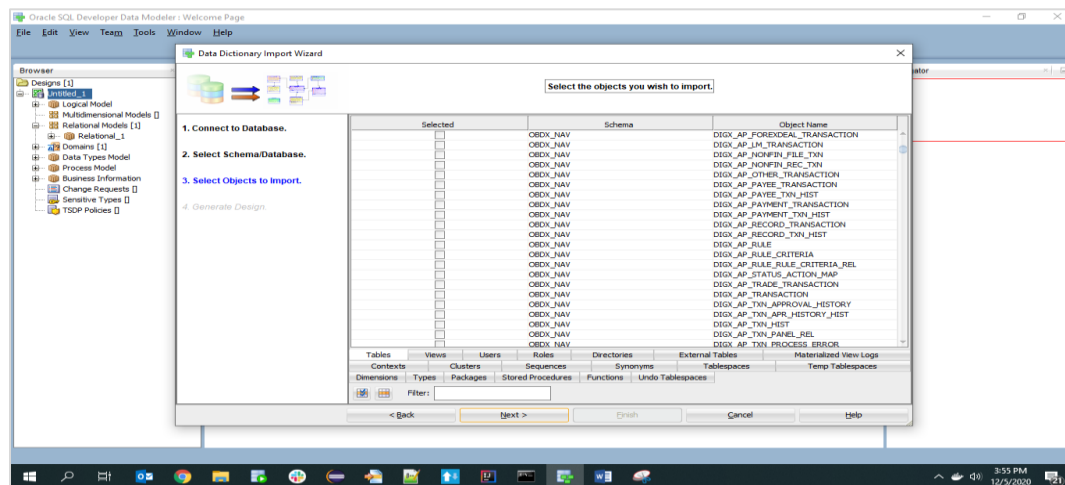 Oracle SQL Developer Data Modeler : Welcome Page
File Edit View Team Tools Window Help
Data Dictionary Import Wizard
Browser
Designs [1]
Untitled_1
Logical Model
Multidimensional Models []
Relational Models [1]
Relational_1
Domains [1]
Data Types Model
Process Model
Business Information
Change Requests []
Sensitive Types []
TSDP Policies []
Select the objects you wish to import.
1. Connect to Database.
2. Select Schema/Database.
3. Select Objects to Import.
4. Generate Design.
Selected Schema Object Name
OBDX_NAV DIGX_AP_FOREXDEAL_TRANSACTION
OBDX_NAV DIGX_AP_LM_TRANSACTION
OBDX_NAV DIGX_AP_NONFIN_FILE_TXN
OBDX_NAV DIGX_AP_NONFIN_REC_TXN
OBDX_NAV DIGX_AP_OTHER_TRANSACTION
OBDX_NAV DIGX_AP_PAYEE_TRANSACTION
OBDX_NAV DIGX_AP_PAYEE_TXN_HIST
OBDX_NAV DIGX_AP_PAYMENT_TRANSACTION
OBDX_NAV DIGX_AP_PAYMENT_TXN_HIST
OBDX_NAV DIGX_AP_RECORD_TRANSACTION
OBDX_NAV DIGX_AP_RECORD_TXN_HIST
OBDX_NAV DIGX_AP_RULE
OBDX_NAV DIGX_AP_RULE_CRITERIA
OBDX_NAV DIGX_AP_RULE_RULE_CRITERIA_REL
OBDX_NAV DIGX_AP_STATUS_ACTION_MAP
OBDX_NAV DIGX_AP_TRADE_TRANSACTION
OBDX_NAV DIGX_AP_TRANSACTION
OBDX_NAV DIGX_AP_TXN_APPROVAL_HISTORY
OBDX_NAV DIGX_AP_TXN_APR_HISTORY_HIST
OBDX_NAV DIGX_AP_TXN_HIST
OBDX_NAV DIGX_AP_TXN_PANEL_REL
OBDX_NAV DIGX_AP_TXN_PROCESS_ERROR
Tables Views Users Roles Directories External Tables Materialized View Logs
Contexts Clusters Sequences Synonyms Tablespaces Temp Tablespaces
Dimensions Types Packages Stored Procedures Functions Undo Tablespaces
Filter:
< Back Next > Finish Cancel Help
3:55 PM
12/5/2020